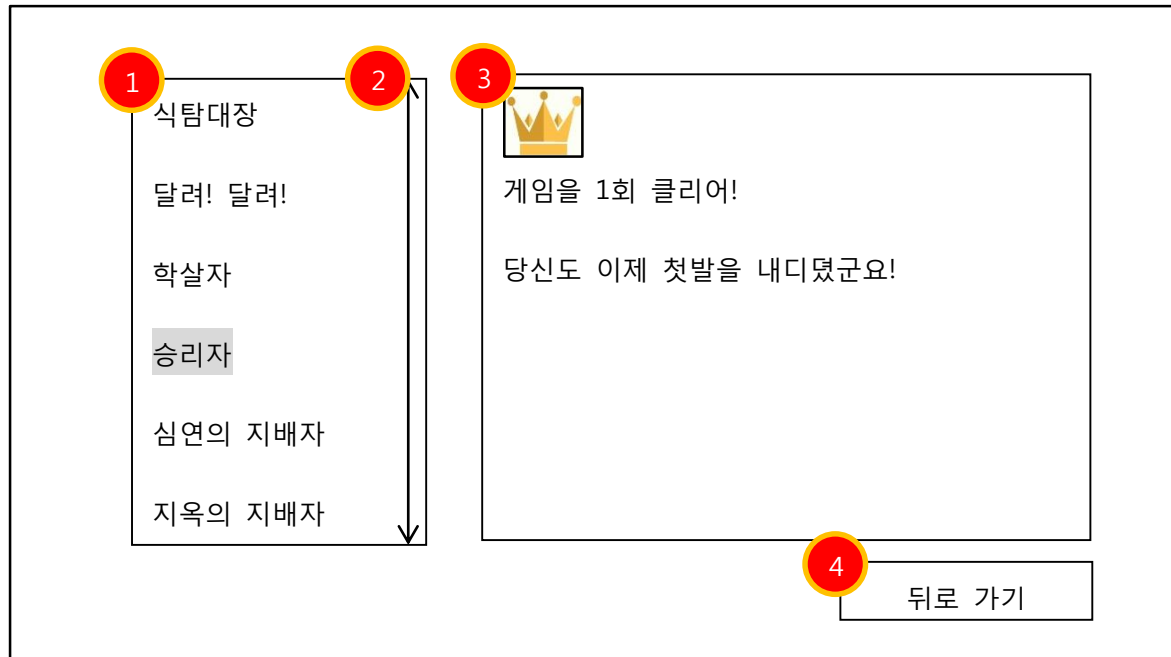 1
2
식탐대장
달려! 달려!
학살자
승리자
심연의 지배자
지옥의 지배자
3
게임을 1회 클리어!
당신도 이제 첫발을 내디뎠군요!
4
뒤로 가기